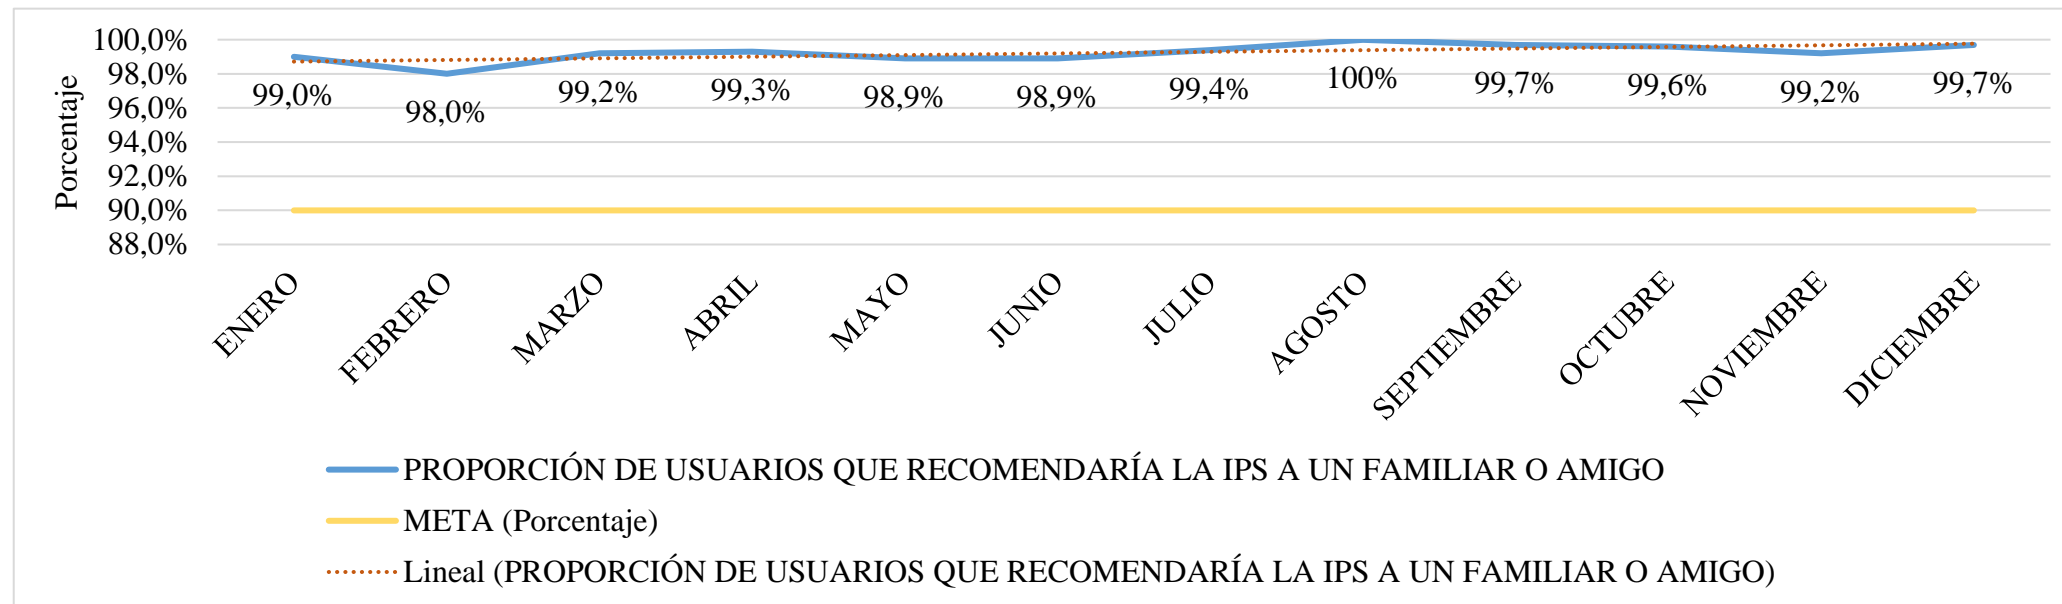 Porcentaje
100,0%
98,0%
96,0%
94,0%
92,0%
90,0%
88,0%
99,0%
98,0%
99,2%
99,3%
98,9%
98,9%
99,4%
100%
99,7%
99,6%
99,2%
99,7%
ENERO
FEBRERO
MARZO
ABRIL
MAYO
JUNIO
JULIO
AGOSTO
SEPTIEMBRE
OCTUBRE
NOVIEMBRE
DICIEMBRE
PROPORCIÓN DE USUARIOS QUE RECOMENDARÍA LA IPS A UN FAMILIAR O AMIGO
META (Porcentaje)
Lineal (PROPORCIÓN DE USUARIOS QUE RECOMENDARÍA LA IPS A UN FAMILIAR O AMIGO)